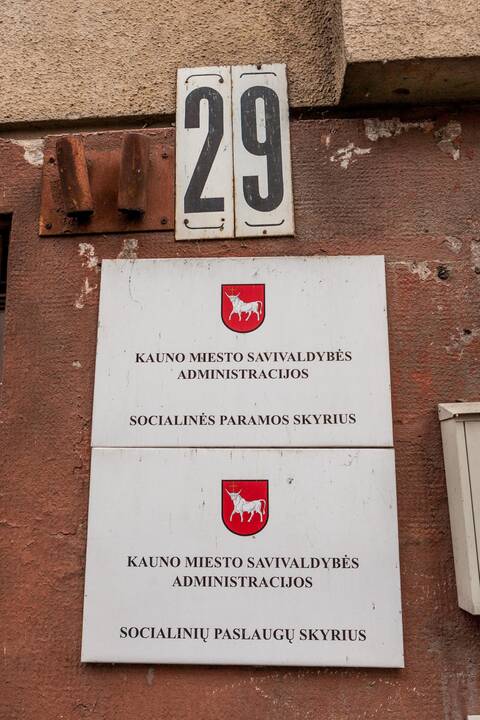 29
KAUNO MIESTO SAVIVALDYBĖS
ADMINISTRACIJOS
SOCIALINĖS PARAMOS SKYRIUS
KAUNO MIESTO SAVIVALDYBĖS
ADMINISTRACIJOS
SOCIALINIŲ PASLAUGŲ SKYRIUS